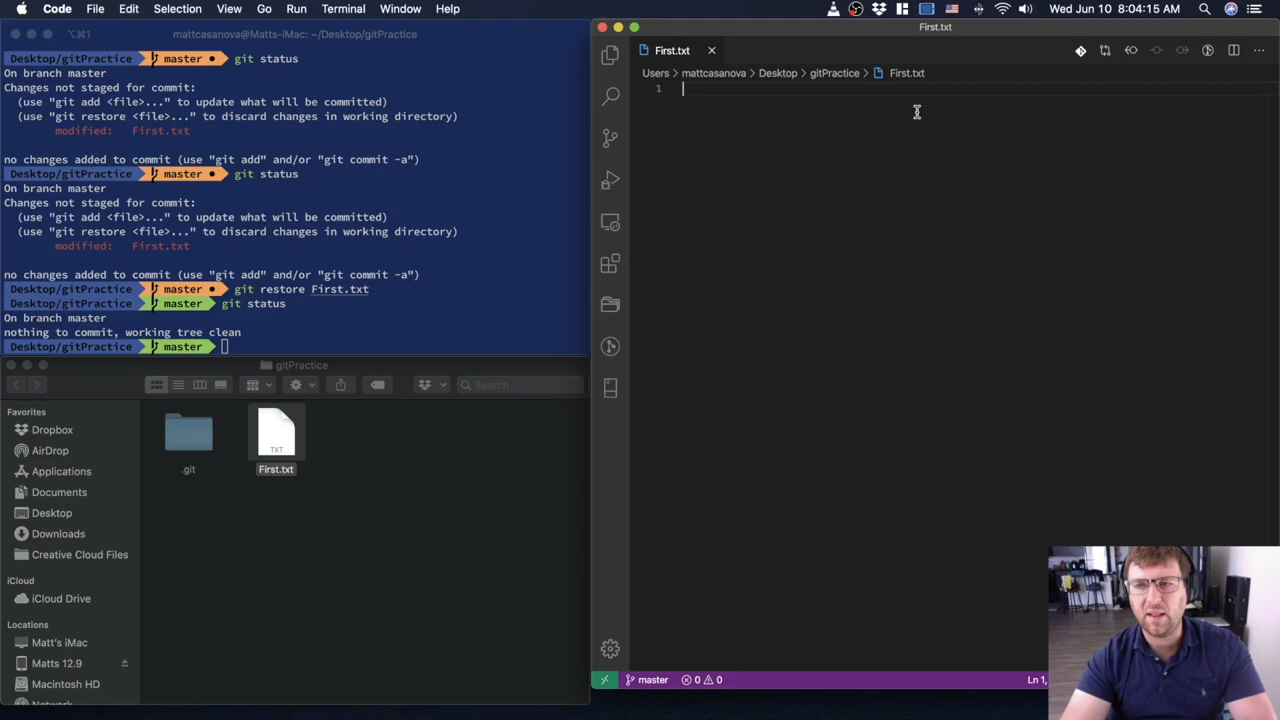 Code File Edit Selection View Go Run Terminal Window Help
Wed Jun 10 8:04:15 AM
⌥⌘1 mattcasanova@Matts-iMac: ~/Desktop/gitPractice
Desktop/gitPractice master ● git status
On branch master
Changes not staged for commit:
(use "git add <file>..." to update what will be committed)
(use "git restore <file>..." to discard changes in working directory)
modified: First.txt
no changes added to commit (use "git add" and/or "git commit -a")
Desktop/gitPractice master ● git status
On branch master
Changes not staged for commit:
(use "git add <file>..." to update what will be committed)
(use "git restore <file>..." to discard changes in working directory)
modified: First.txt
no changes added to commit (use "git add" and/or "git commit -a")
Desktop/gitPractice master ● git restore First.txt
Desktop/gitPractice master git status
On branch master
nothing to commit, working tree clean
Desktop/gitPractice master
gitPractice
Search
Favorites
Dropbox
AirDrop
Applications
Documents
Desktop
Downloads
Creative Cloud Files
iCloud
iCloud Drive
Locations
Matt's iMac
Matts 12.9
Macintosh HD
Network
.git
TXT
First.txt
First.txt
First.txt
Users > mattcasanova > Desktop > gitPractice > First.txt
1
master 0 0
Ln 1,